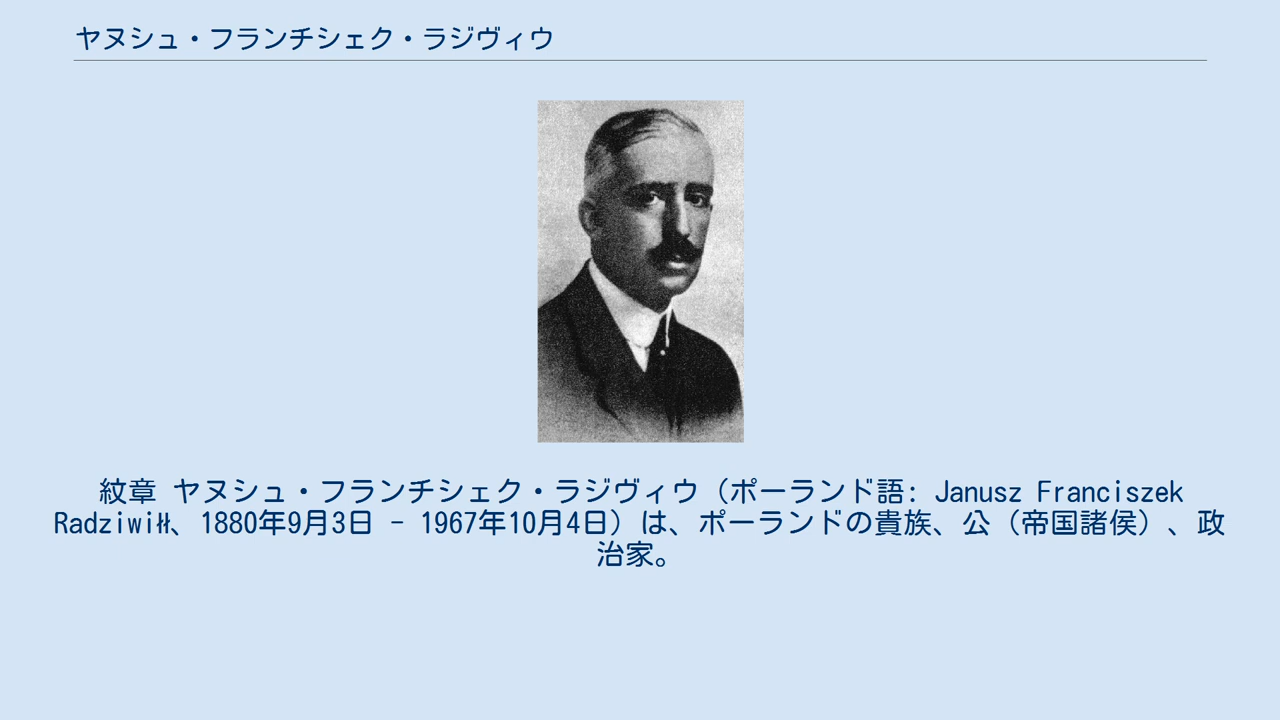 ヤヌシュ・フランチシェク・ラジヴィウ
紋章 ヤヌシュ・フランチシェク・ラジヴィウ（ポーランド語: Janusz Franciszek
Radziwiłł、1880年9月3日 - 1967年10月4日）は、ポーランドの貴族、公（帝国諸侯）、政
治家。